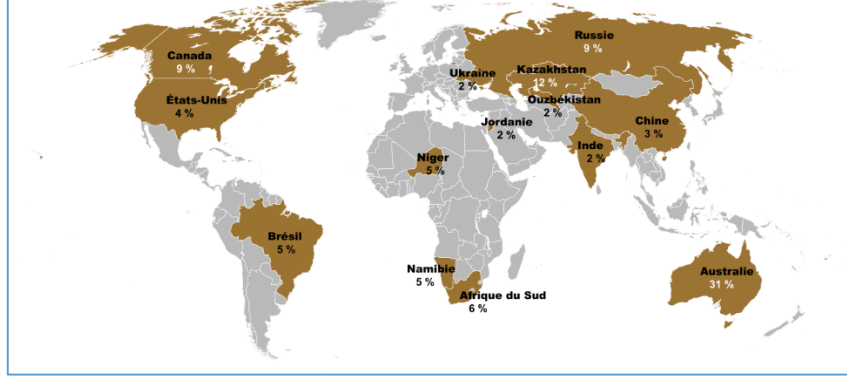 Russie
9 %
Canada
9 %
Ukraine
2 %
Kazakhstan
12 %
États-Unis
4 %
Ouzbékistan
2 %
Jordanie
2 %
Chine
3 %
Inde
2 %
Niger
5 %
Brésil
5 %
Namibie
5 %
Australie
31 %
Afrique du Sud
6 %